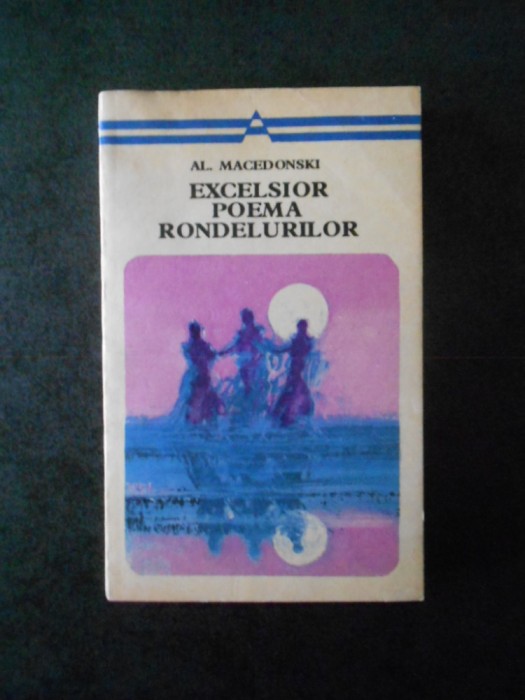 AL. MACEDONSKI
EXCELSIOR
POEMA
RONDELURILOR